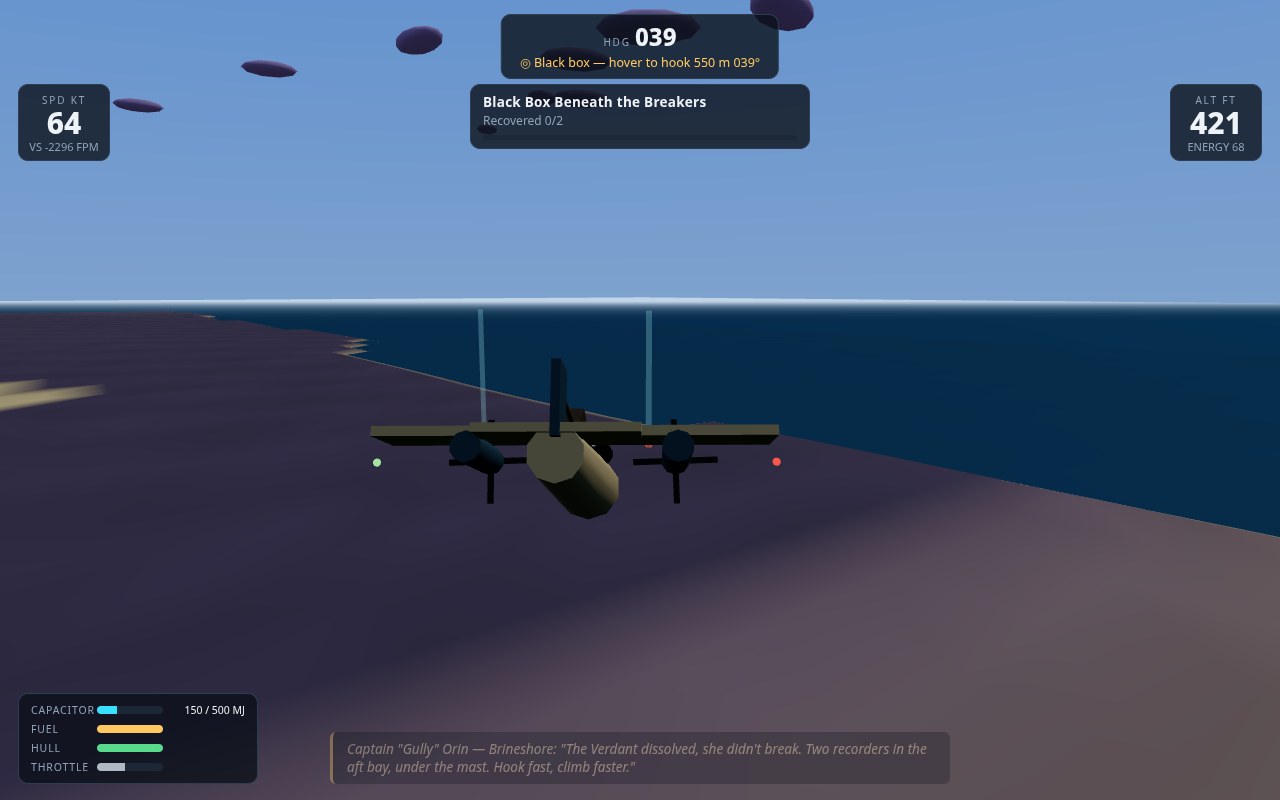 HDG 039
◎ Black box — hover to hook 550 m 039°
SPD KT
64
VS -2296 FPM
Black Box Beneath the Breakers
Recovered 0/2
ALT FT
421
ENERGY 68
CAPACITOR 150 / 500 MJ
FUEL
HULL
THROTTLE
Captain "Gully" Orin — Brineshore: "The Verdant dissolved, she didn't break. Two recorders in the
aft bay, under the mast. Hook fast, climb faster."